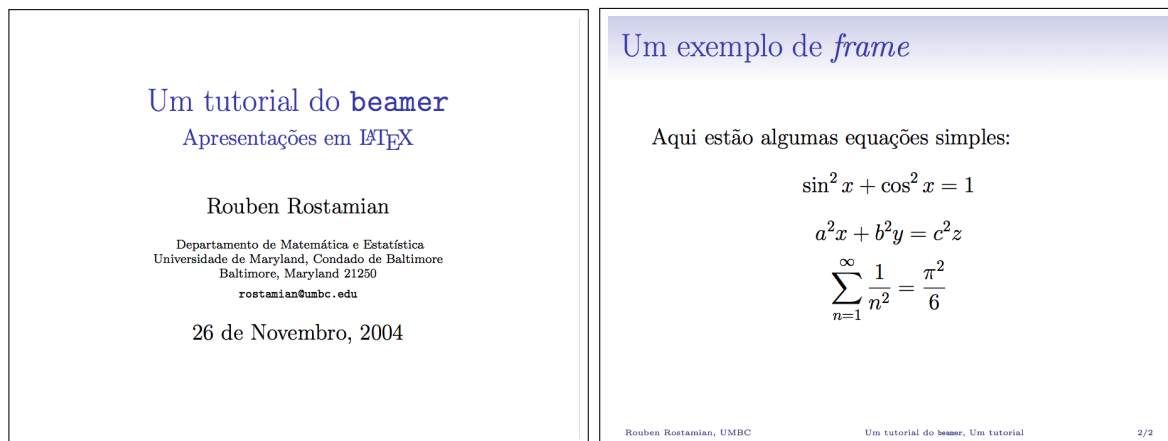 Um tutorial do beamer
Apresentações em LATEX
Rouben Rostamian
Departamento de Matemática e Estatística
Universidade de Maryland, Condado de Baltimore
Baltimore, Maryland 21250
rostamian@umbc.edu
26 de Novembro, 2004
Um exemplo de frame
Aqui estão algumas equações simples:
sin² x + cos² x = 1
a²x + b²y = c²z
∑_{n=1}^{∞} 1/n² = π²/6
Rouben Rostamian, UMBC Um tutorial do beamer, Um tutorial 2/2